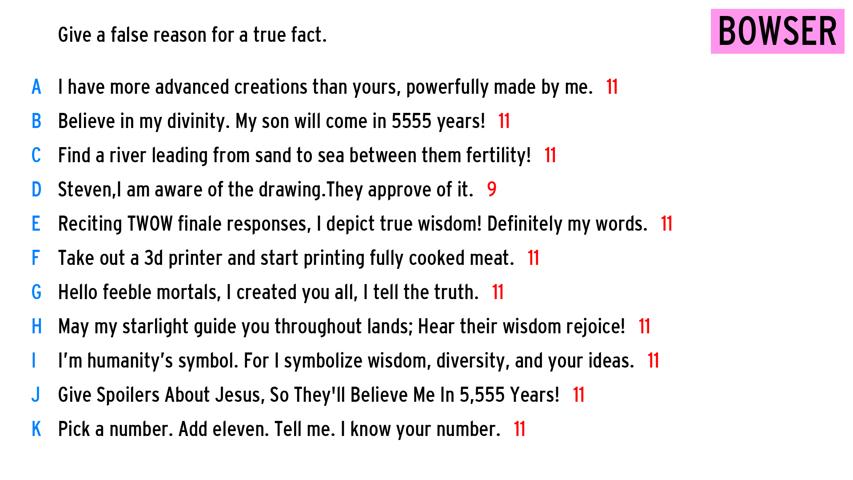 Give a false reason for a true fact.
BOWSER
A I have more advanced creations than yours, powerfully made by me. 11
B Believe in my divinity. My son will come in 5555 years! 11
C Find a river leading from sand to sea between them fertility! 11
D Steven,I am aware of the drawing.They approve of it. 9
E Reciting TWOW finale responses, I depict true wisdom! Definitely my words. 11
F Take out a 3d printer and start printing fully cooked meat. 11
G Hello feeble mortals, I created you all, I tell the truth. 11
H May my starlight guide you throughout lands; Hear their wisdom rejoice! 11
I I'm humanity's symbol. For I symbolize wisdom, diversity, and your ideas. 11
J Give Spoilers About Jesus, So They'll Believe Me In 5,555 Years! 11
K Pick a number. Add eleven. Tell me. I know your number. 11